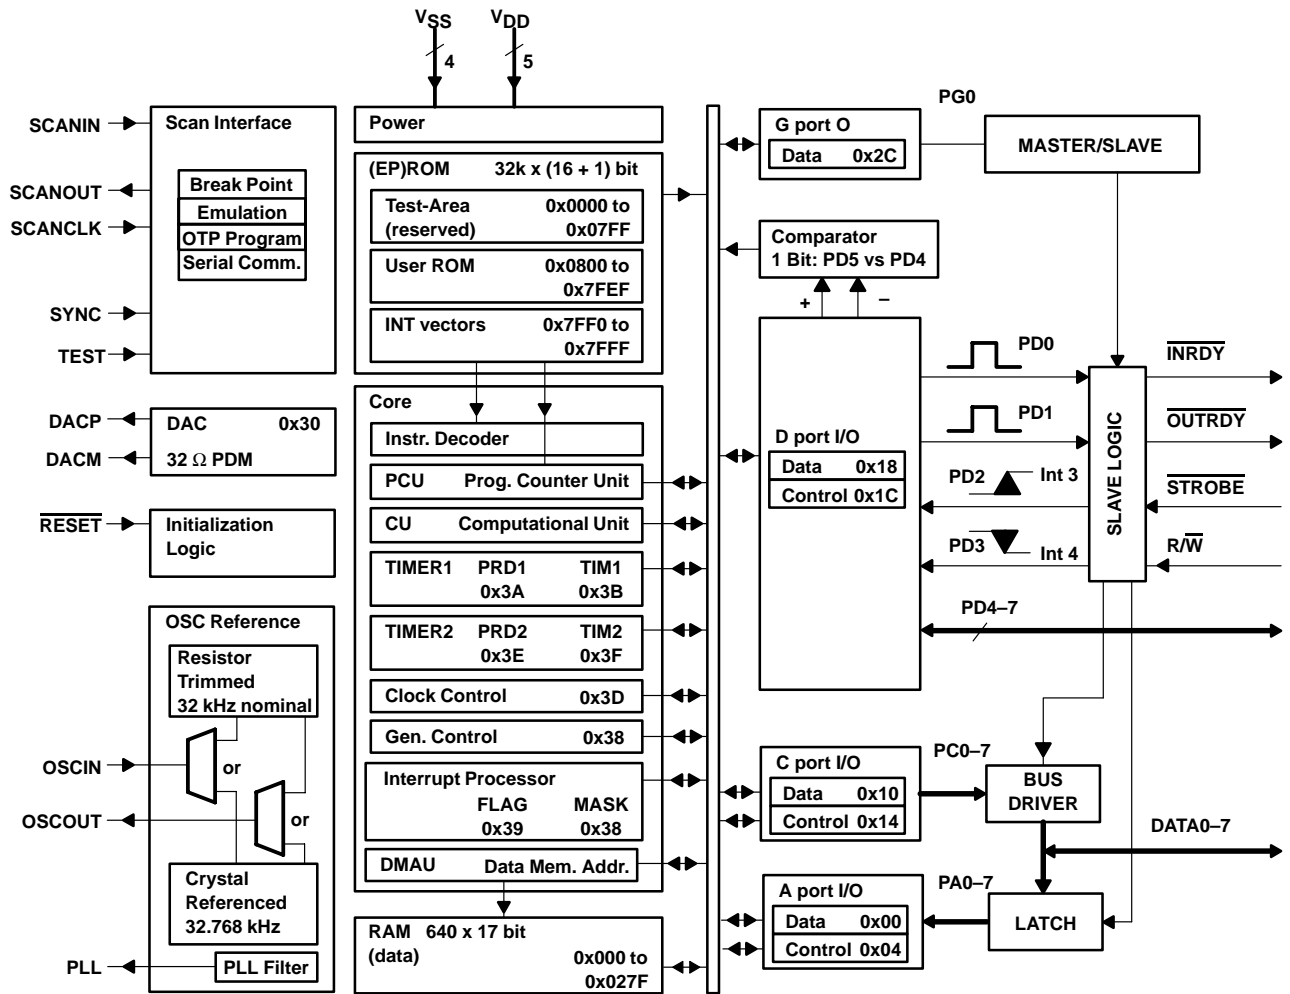 VSS
VDD
4
5
SCANIN
SCANOUT
SCANCLK
SYNC
TEST
Scan Interface
Break Point
Emulation
OTP Program
Serial Comm.
DACP
DACM
DAC 0x30
32 Ω PDM
RESET
Initialization
Logic
OSC Reference
Resistor
Trimmed
32 kHz nominal
OSCIN
or
OSCOUT
or
Crystal
Referenced
32.768 kHz
PLL
PLL Filter
Power
(EP)ROM 32k x (16 + 1) bit
Test-Area 0x0000 to
(reserved) 0x07FF
User ROM 0x0800 to
0x7FEF
INT vectors 0x7FF0 to
0x7FFF
Core
Instr. Decoder
PCU Prog. Counter Unit
CU Computational Unit
TIMER1 PRD1 TIM1
0x3A 0x3B
TIMER2 PRD2 TIM2
0x3E 0x3F
Clock Control 0x3D
Gen. Control 0x38
Interrupt Processor
FLAG MASK
0x39 0x38
DMAU Data Mem. Addr.
RAM 640 x 17 bit
(data) 0x000 to
0x027F
G port O
Data 0x2C
PG0
MASTER/SLAVE
Comparator
1 Bit: PD5 vs PD4
+ –
D port I/O
Data 0x18
Control 0x1C
PD0
PD1
PD2 Int 3
PD3 Int 4
PD4–7
SLAVE LOGIC
INRDY
OUTRDY
STROBE
R/W
C port I/O
Data 0x10
Control 0x14
PC0–7
BUS
DRIVER
DATA0–7
A port I/O
Data 0x00
Control 0x04
PA0–7
LATCH